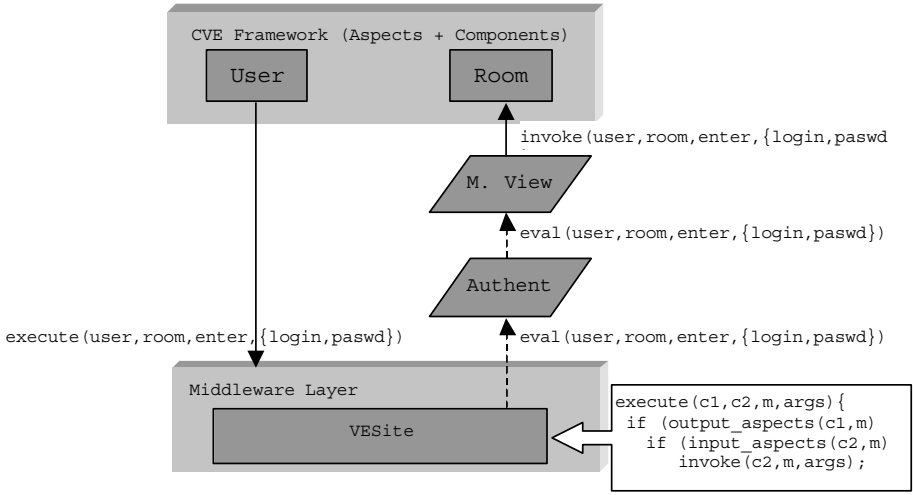 CVE Framework (Aspects + Components)
User
Room
invoke(user,room,enter,{login,paswd
M. View
eval(user,room,enter,{login,paswd})
Authent
execute(user,room,enter,{login,paswd})
eval(user,room,enter,{login,paswd})
Middleware Layer
VESite
execute(c1,c2,m,args){
if (output_aspects(c1,m)
if (input_aspects(c2,m)
invoke(c2,m,args);